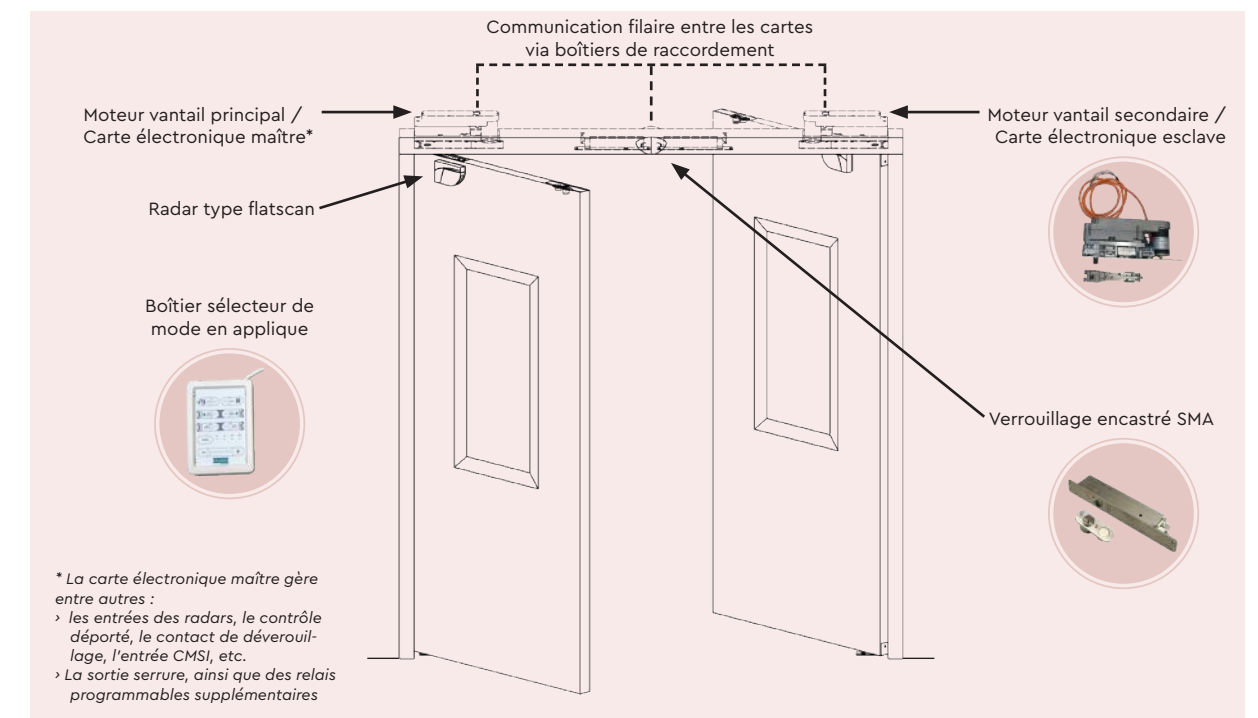 Communication filaire entre les cartes
via boîtiers de raccordement
Moteur vantail principal /
Carte électronique maître*
Moteur vantail secondaire /
Carte électronique esclave
Radar type flatscan
Boîtier sélecteur de
mode en applique
Verrouillage encastré SMA
* La carte électronique maître gère
entre autres :
› les entrées des radars, le contrôle
déporté, le contact de déverouil-
lage, l'entrée CMSI, etc.
› La sortie serrure, ainsi que des relais
programmables supplémentaires